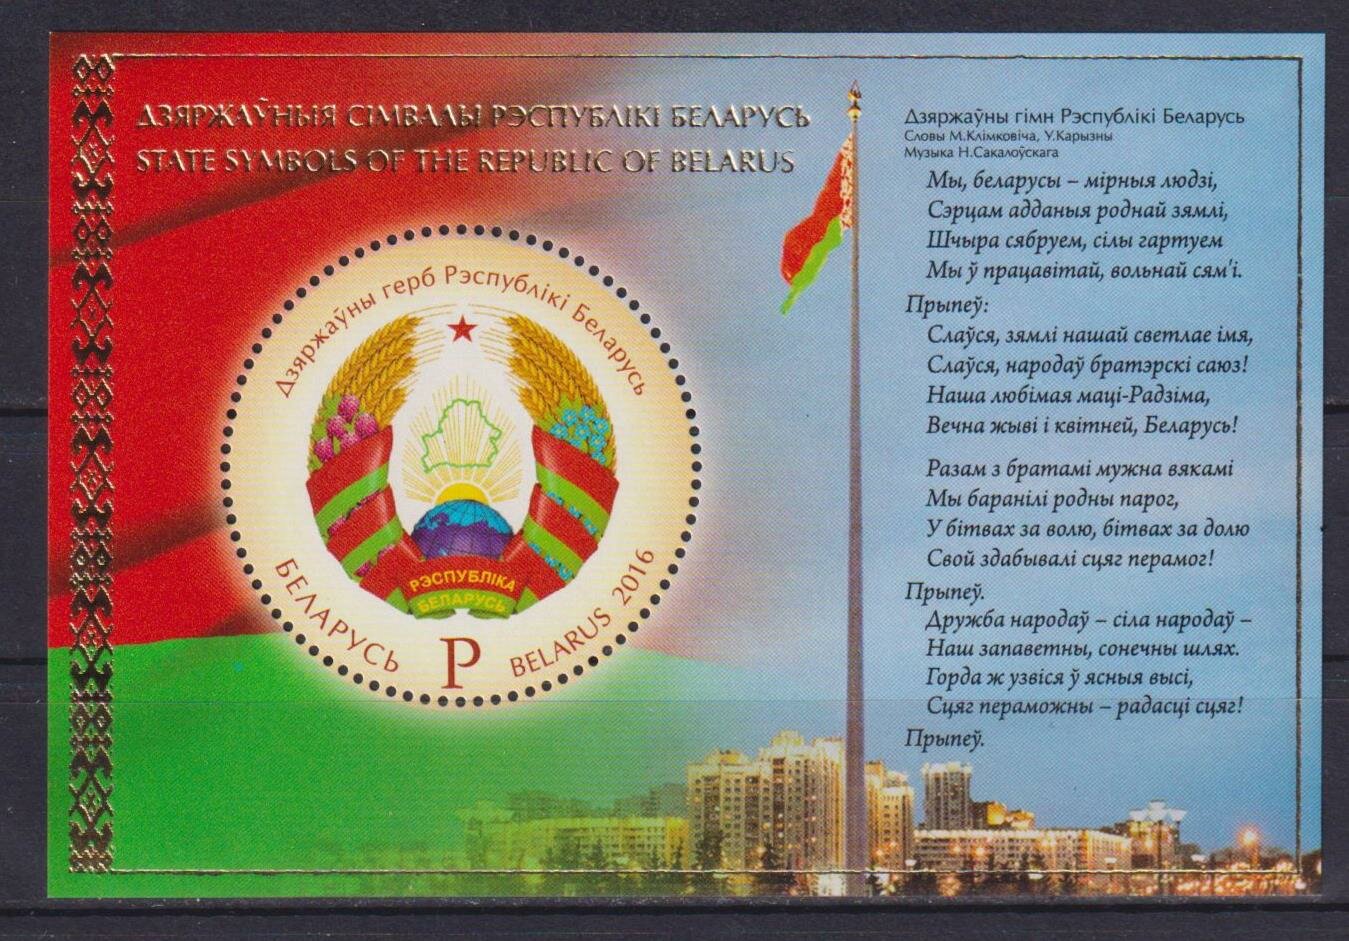 ДЗЯРЖАЎНЫЯ СІМВАЛЫ РЭСПУБЛІКІ БЕЛАРУСЬ
STATE SYMBOLS OF THE REPUBLIC OF BELARUS
Дзяржаўны герб Рэспублікі Беларусь
РЭСПУБЛІКА
БЕЛАРУСЬ
БЕЛАРУСЬ
Р
BELARUS 2016
Дзяржаўны гімн Рэспублікі Беларусь
Словы М.Клімковіча, У.Карызны
Музыка Н.Сакалоўскага
Мы, беларусы – мірныя людзі,
Сэрцам адданыя роднай зямлі,
Шчыра сябруем, сілы гартуем
Мы ў працавітай, вольнай сям'і.
Прыпеў:
Слаўся, зямлі нашай светлае імя,
Слаўся, народаў братэрскі саюз!
Наша любімая маці-Радзіма,
Вечна жыві і квітней, Беларусь!
Разам з братамі мужна вякамі
Мы баранілі родны парог,
У бітвах за волю, бітвах за долю
Свой здабывалі сцяг перамог!
Прыпеў.
Дружба народаў – сіла народаў –
Наш запаветны, сонечны шлях.
Горда ж узвіся ў ясныя высі,
Сцяг пераможны – радасці сцяг!
Прыпеў.